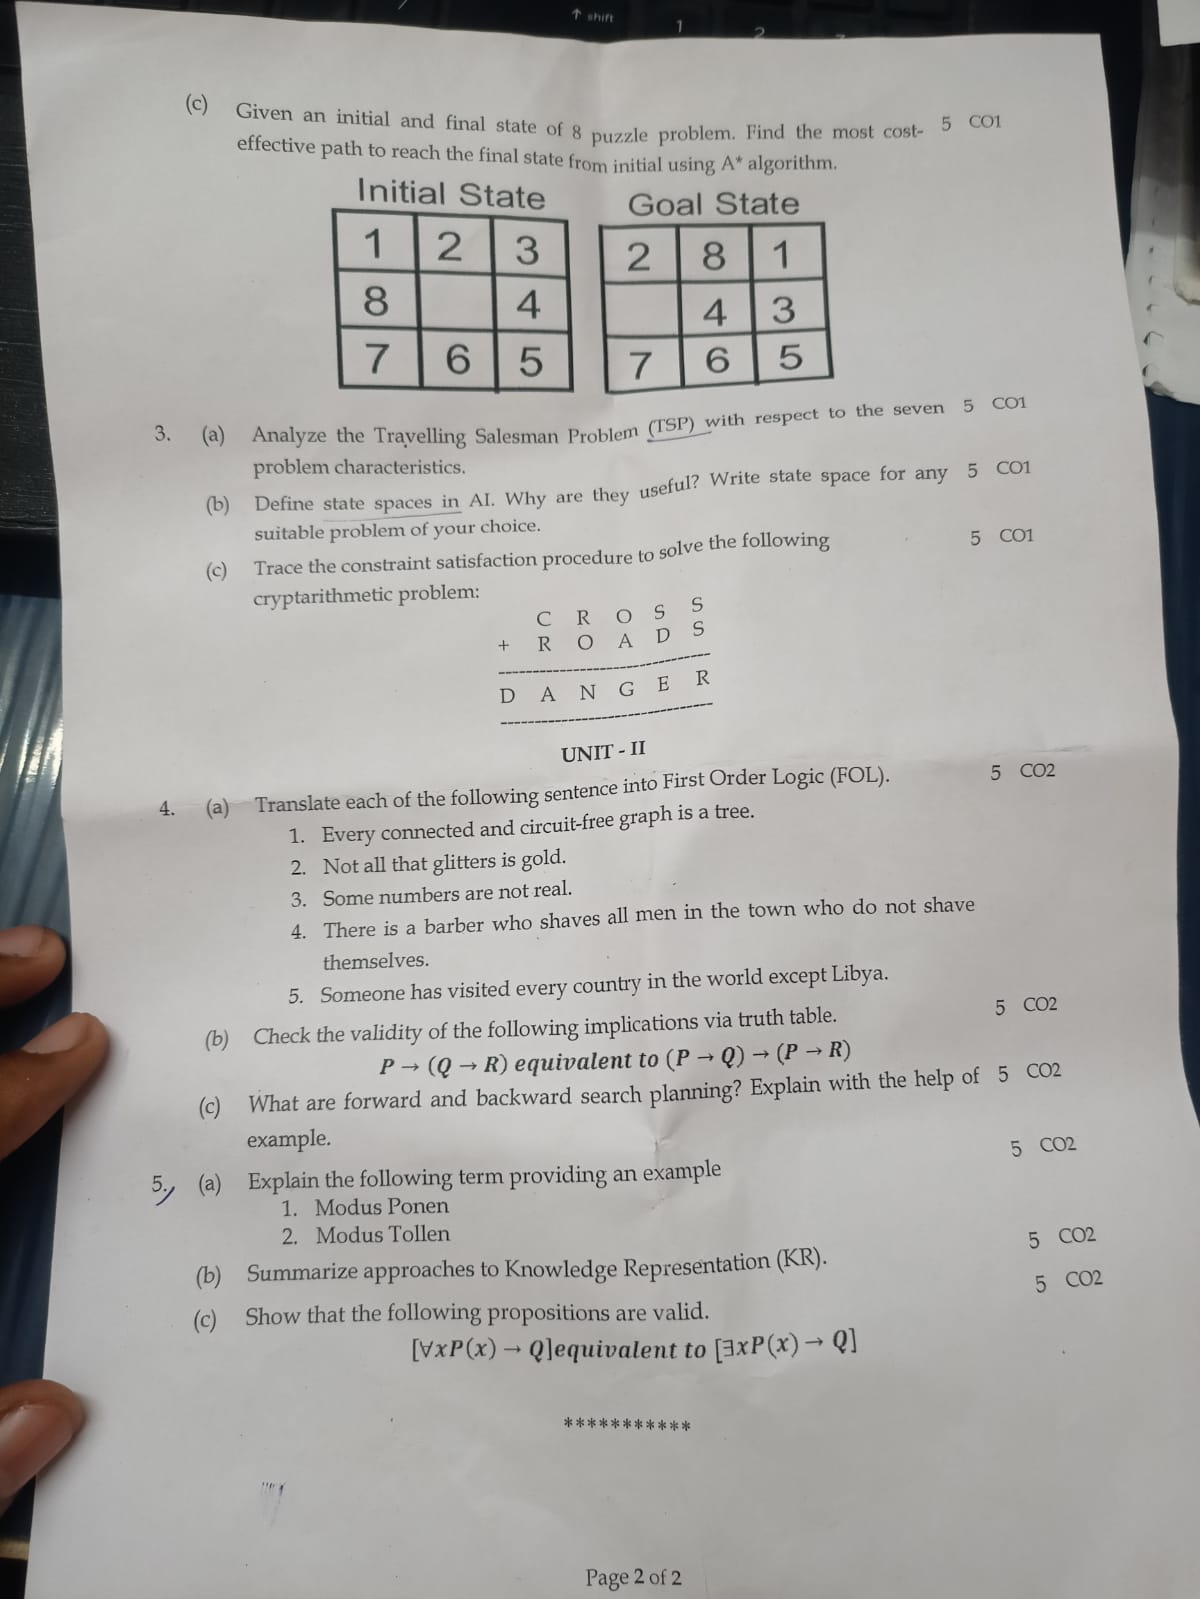 ↑ shift
1
2
(c) Given an initial and final state of 8 puzzle problem. Find the most cost- 5 CO1
effective path to reach the final state from initial using A* algorithm.
Initial State Goal State
1 2 3 2 8 1
8 4 4 3
7 6 5 7 6 5
3. (a) Analyze the Travelling Salesman Problem (TSP) with respect to the seven 5 CO1
problem characteristics.
(b) Define state spaces in AI. Why are they useful? Write state space for any 5 CO1
suitable problem of your choice.
(c) Trace the constraint satisfaction procedure to solve the following 5 CO1
cryptarithmetic problem:
C R O S S
+ R O A D S
------------------------------
D A N G E R
------------------------------
UNIT - II
4. (a) Translate each of the following sentence into First Order Logic (FOL). 5 CO2
1. Every connected and circuit-free graph is a tree.
2. Not all that glitters is gold.
3. Some numbers are not real.
4. There is a barber who shaves all men in the town who do not shave
themselves.
5. Someone has visited every country in the world except Libya.
(b) Check the validity of the following implications via truth table. 5 CO2
P → (Q → R) equivalent to (P → Q) → (P → R)
(c) What are forward and backward search planning? Explain with the help of 5 CO2
example.
5. (a) Explain the following term providing an example 5 CO2
1. Modus Ponen
2. Modus Tollen
(b) Summarize approaches to Knowledge Representation (KR). 5 CO2
(c) Show that the following propositions are valid. 5 CO2
[∀xP(x) → Q]equivalent to [∃xP(x) → Q]
***********
Page 2 of 2